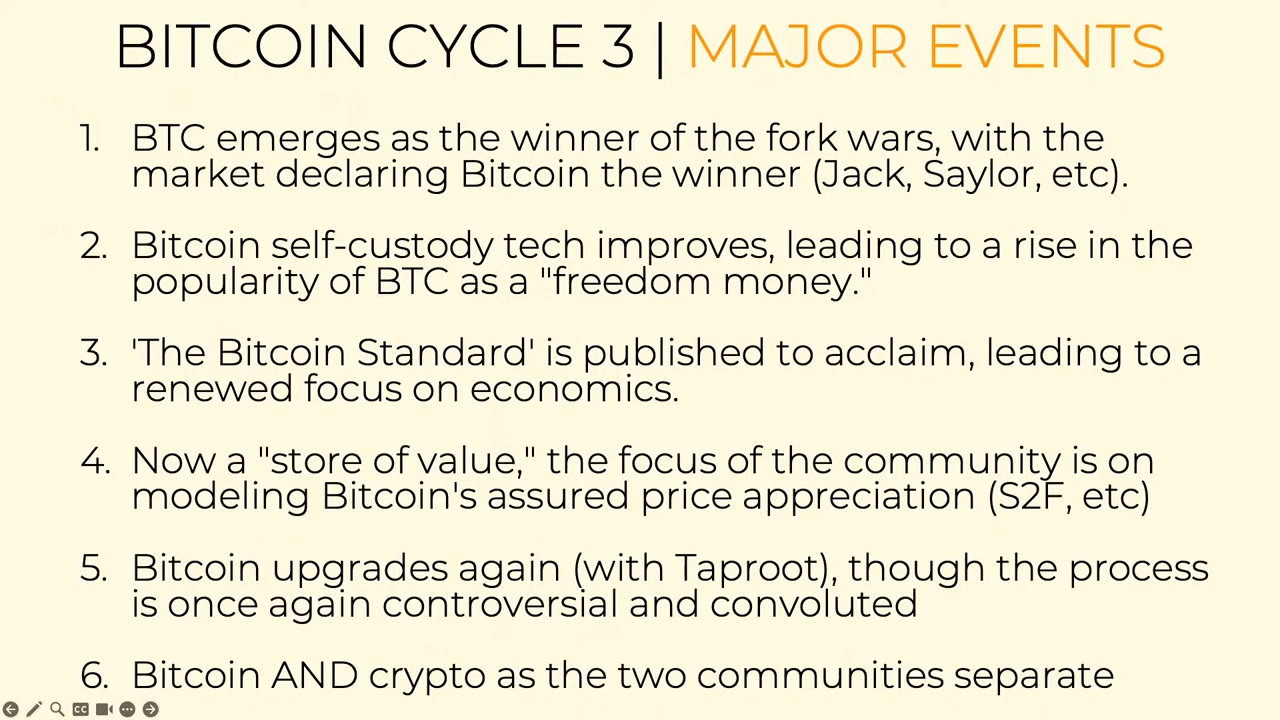 BITCOIN CYCLE 3 | MAJOR EVENTS
1. BTC emerges as the winner of the fork wars, with the
market declaring Bitcoin the winner (Jack, Saylor, etc).
2. Bitcoin self-custody tech improves, leading to a rise in the
popularity of BTC as a "freedom money."
3. 'The Bitcoin Standard' is published to acclaim, leading to a
renewed focus on economics.
4. Now a "store of value," the focus of the community is on
modeling Bitcoin's assured price appreciation (S2F, etc)
5. Bitcoin upgrades again (with Taproot), though the process
is once again controversial and convoluted
6. Bitcoin AND crypto as the two communities separate
CC